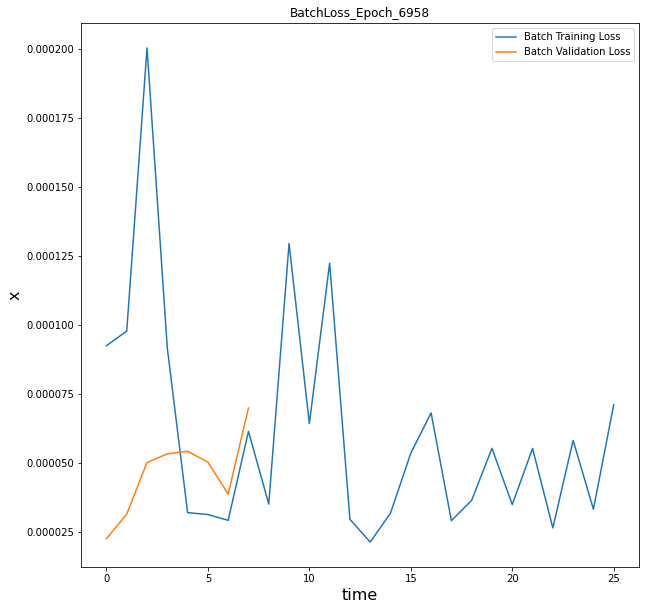 BatchLoss_Epoch_6958
Batch Training Loss
Batch Validation Loss
0.000200
0.000175
0.000150
0.000125
0.000100
0.000075
0.000050
0.000025
x
0 5 10 15 20 25
time